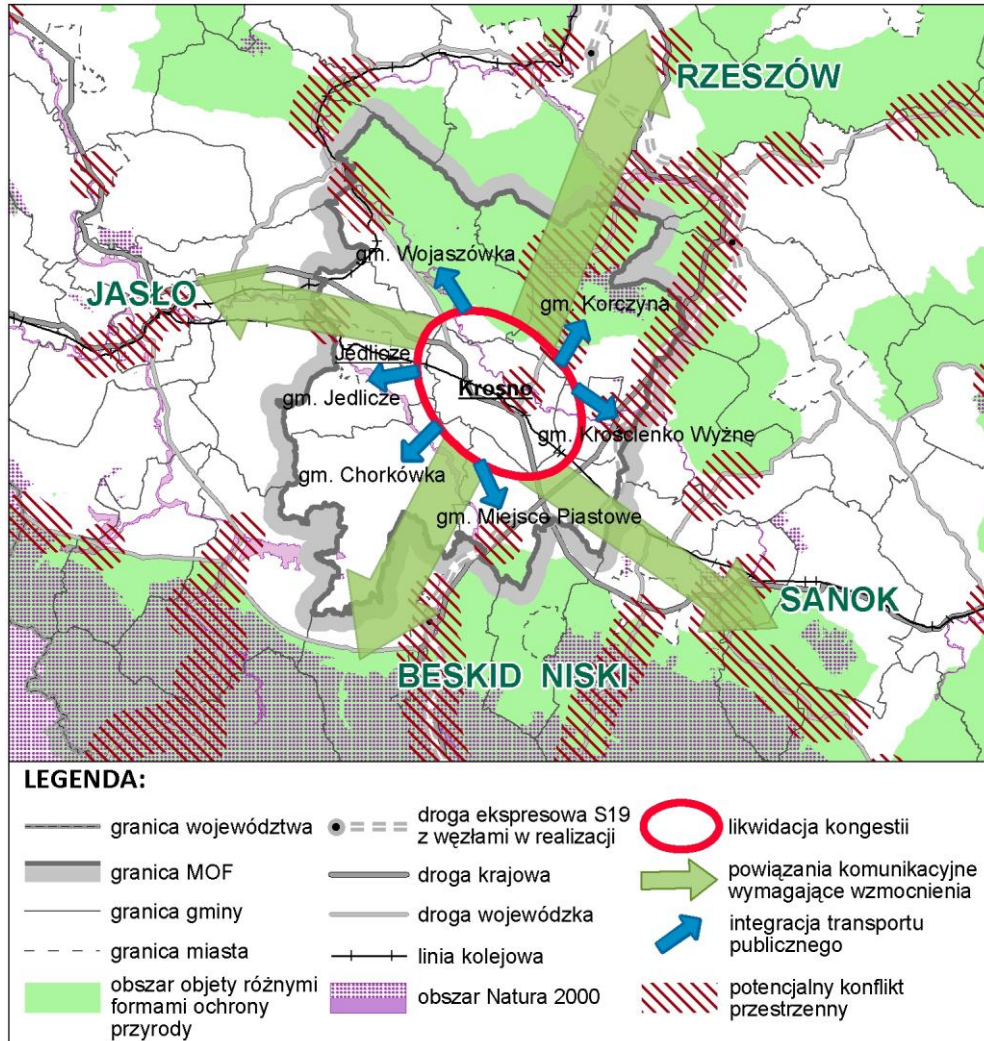 RZESZÓW
gm. Wojaszówka
JASŁO
gm. Korczyna
Jedlicze
Krosno
gm. Jedlicze
gm. Krościenko Wyżne
gm. Chorkówka
gm. Miejsce Piastowe
SANOK
BESKID NISKI
LEGENDA:
granica województwa
granica MOF
granica gminy
granica miasta
obszar objęty różnymi
formami ochrony
przyrody
droga ekspresowa S19
z węzłami w realizacji
droga krajowa
droga wojewódzka
linia kolejowa
obszar Natura 2000
likwidacja kongestii
powiązania komunikacyjne
wymagające wzmocnienia
integracja transportu
publicznego
potencjalny konflikt
przestrzenny